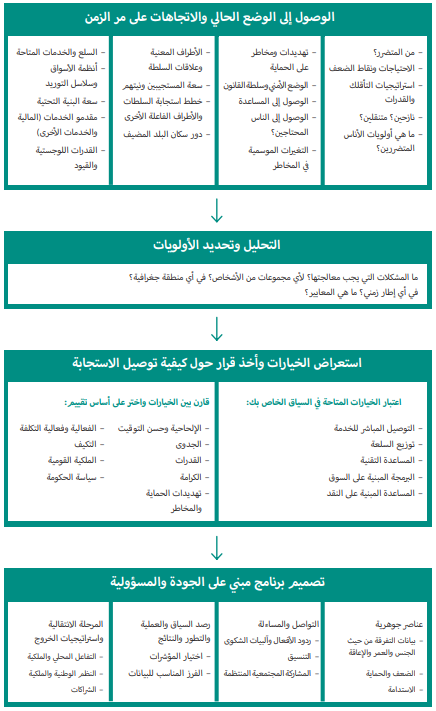 الوصول إلى الوضع الحالي والاتجاهات على مر الزمن
– من المتضرر؟
– الاحتياجات ونقاط الضعف
– استراتيجيات التأقلك
والقدرات
– نازحين؟ متنقلين؟
– ما هي أولويات الأناس
المتضررين؟
– تهديدات ومخاطر
على الحماية
– الوضع الأمني وسلطة القانون
– الوصول إلى المساعدة
– الوصول إلى الناس
المحتاجين؟
– التغيرات الموسمية
في المخاطر
– الأطراف المعنية
وعلاقات السلطة
– سعة المستجيبين ونيتهم
– خطط استجابة السلطات
والأطراف الفاعلة الأخرى
– دور سكان البلد المضيف
– السلع والخدمات المتاحة
– أنظمة الأسواق
وسلاسل التوريد
– سعة البنية التحتية
– مقدمو الخدمات (المالية
والخدمات الأخرى)
– القدرات اللوجستية
والقيود
التحليل وتحديد الأولويات
ما المشكلات التي يجب معالجتها؟ لأي مجموعات من الأشخاص؟ في أي منطقة جغرافية؟
في أي إطار زمني؟ ما هي المعايير؟
استعراض الخيارات وأخذ قرار حول كيفية توصيل الاستجابة
اعتبار الخيارات المتاحة في السياق الخاص بك:
– التوصيل المباشر للخدمة
– توزيع السلعة
– المساعدة التقنية
– البرمجة المبنية على السوق
– المساعدة المبنية على النقد
قارن بين الخيارات واختر على أساس تقييم:
– الإلحاحية وحسن التوقيت
– الجدوى
– القدرات
– الكرامة
– تهديدات الحماية
والمخاطر
– الفعالية وفعالية التكلفة
– التكيف
– الملكية القومية
– سياسة الحكومة
تصميم برنامج مبني على الجودة والمسؤولية
عناصر جوهرية
– بيانات التفرقة من حيث
الجنس والعمر والإعاقة
– الضعف والحماية
– الاستدامة
التواصل والمساءلة
– ردود الأفعال وآليات الشكوى
– التنسيق
– المشاركة المجتمعية المنتظمة
رصد السياق والعملية
والتطور والنتائج
– اختيار المؤشرات
– الفرز المناسب للبيانات
المرحلة الانتقالية
واستراتيجيات الخروج
– التفاعل المحلي والملكية
– النظم الوطنية والملكية
– الشراكات